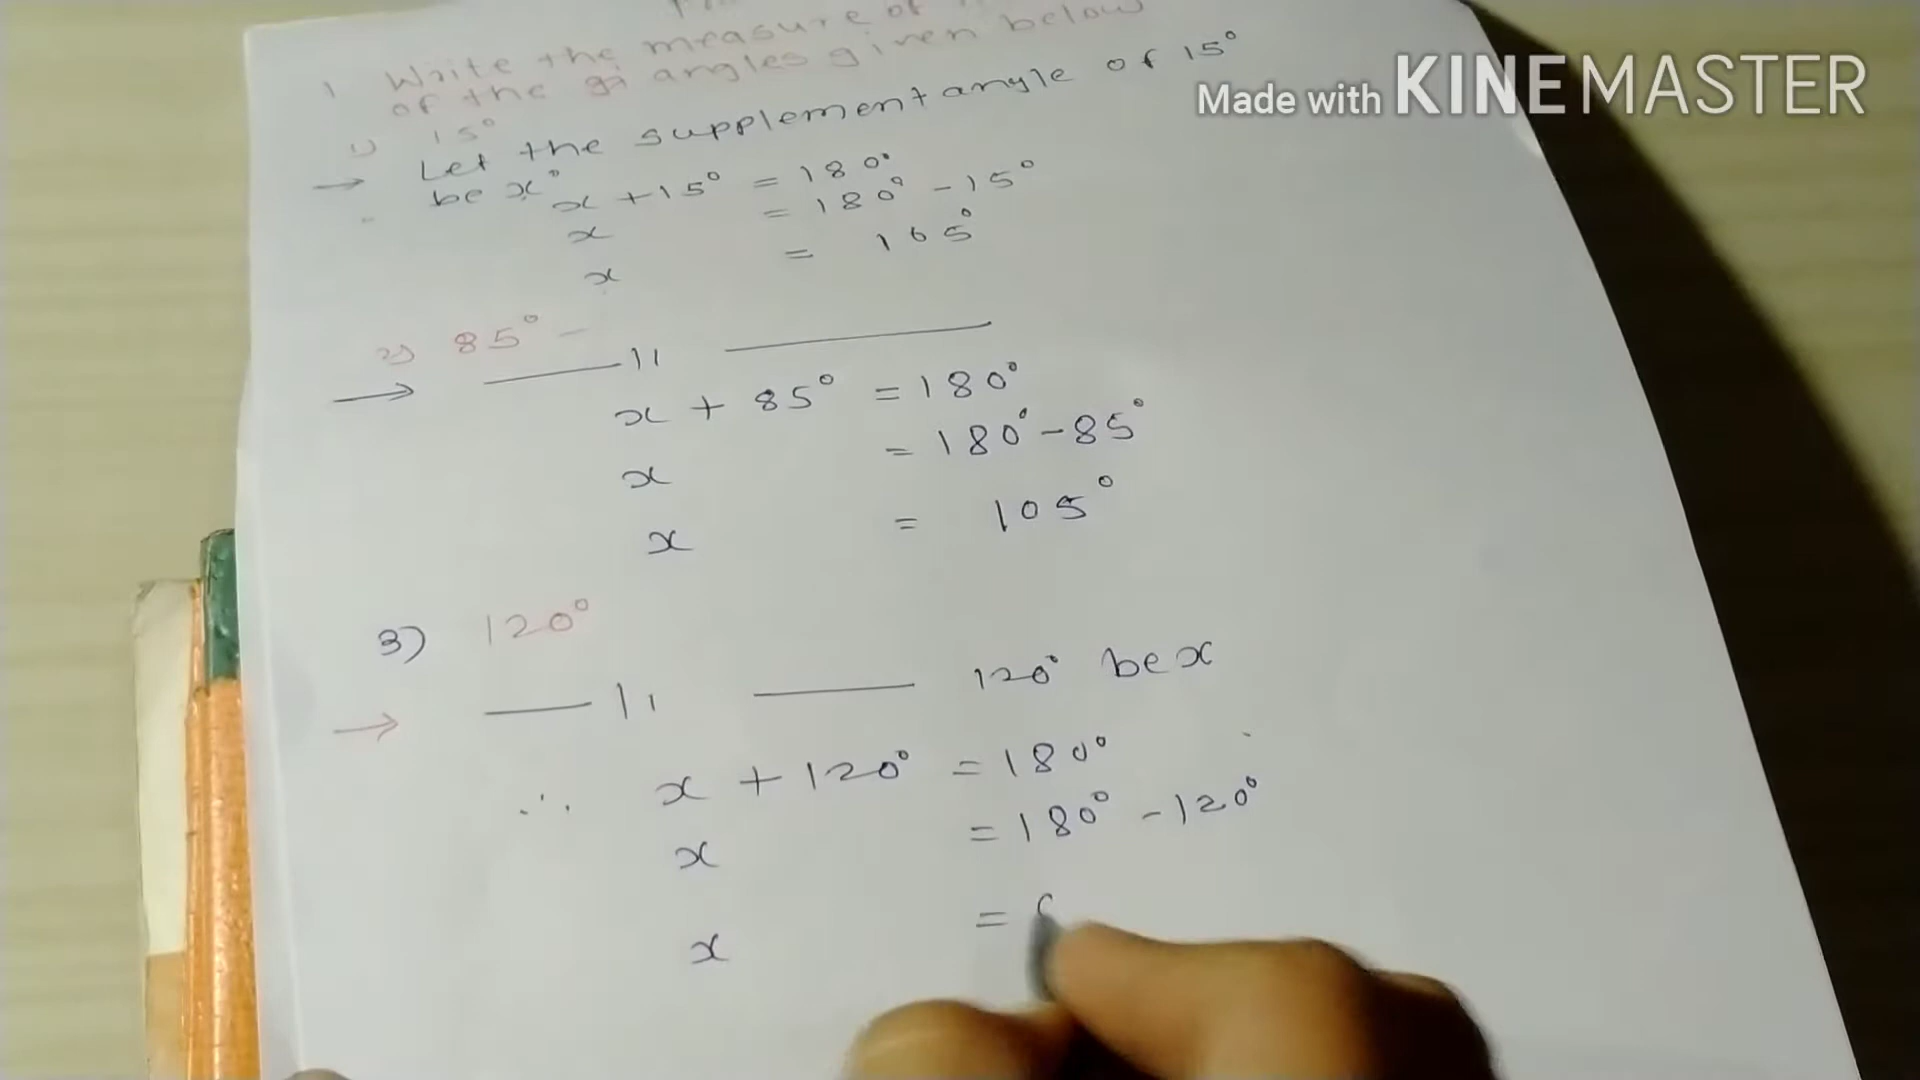 Made with KINEMASTER
1 Write the measure of
of the angles given below
1) 15°
→ Let the supplement angle of 15°
be x°
x + 15° = 180°
x = 180° - 15°
x = 165°
2) 85° -
→ —— 11 ——
x + 85° = 180°
x = 180° - 85°
x = 105°
3) 120°
→ —— 11 —— 120° be x
∴ x + 120° = 180°
x = 180° - 120°
x =